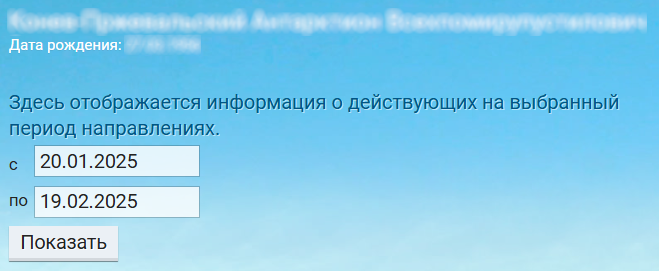 Дата рождения:
Здесь отображается информация о действующих на выбранный
период направлениях.
с 20.01.2025
по 19.02.2025
Показать